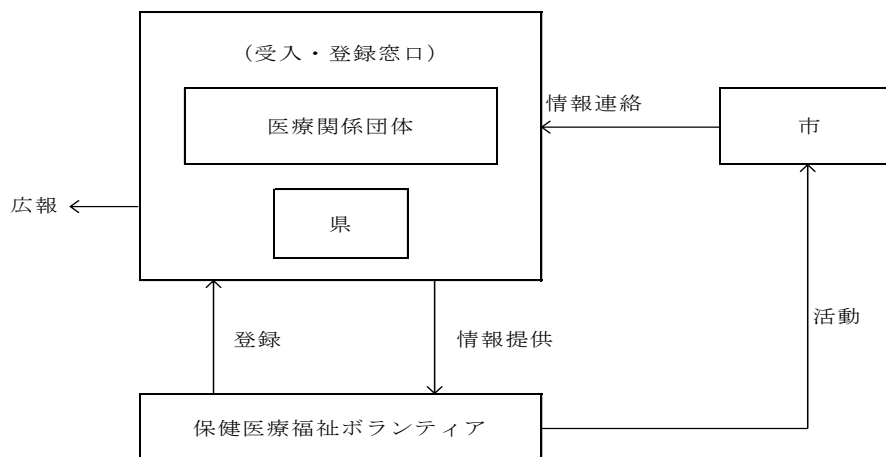 (受入・登録窓口)
医療関係団体
情報連絡
市
広報
県
登録
情報提供
活動
保健医療福祉ボランティア